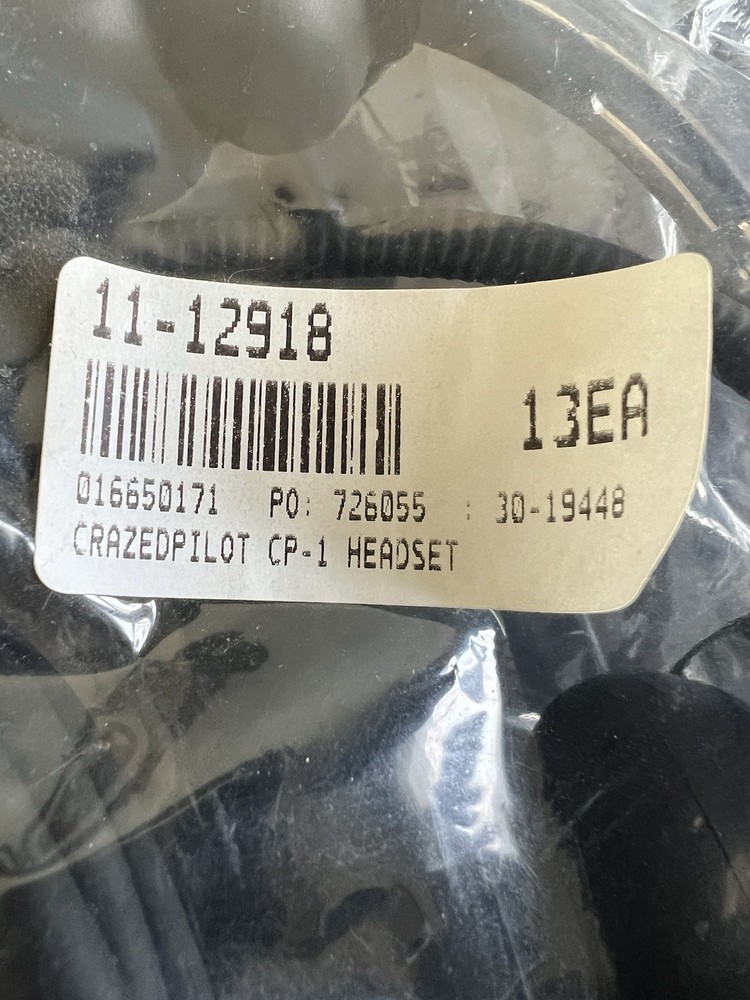 11-12918
13EA
016650171 PO: 726055 : 30-19448
CRAZEDPILOT CP-1 HEADSET